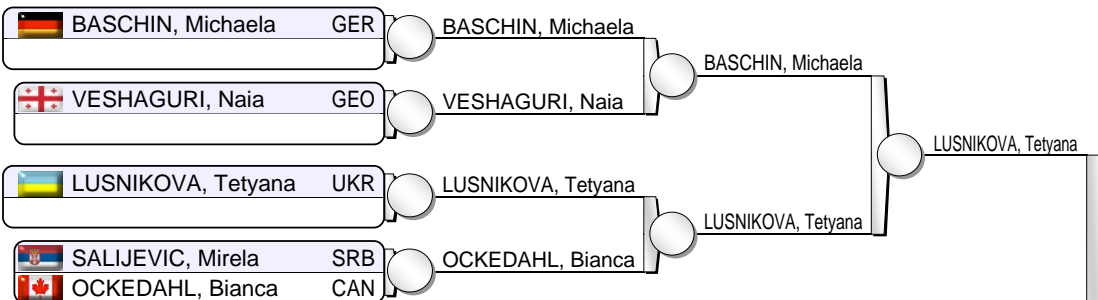 BASCHIN, Michaela GER
BASCHIN, Michaela
BASCHIN, Michaela
VESHAGURI, Naia GEO
VESHAGURI, Naia
LUSNIKOVA, Tetyana
LUSNIKOVA, Tetyana UKR
LUSNIKOVA, Tetyana
LUSNIKOVA, Tetyana
SALIJEVIC, Mirela SRB
OCKEDAHL, Bianca
OCKEDAHL, Bianca CAN